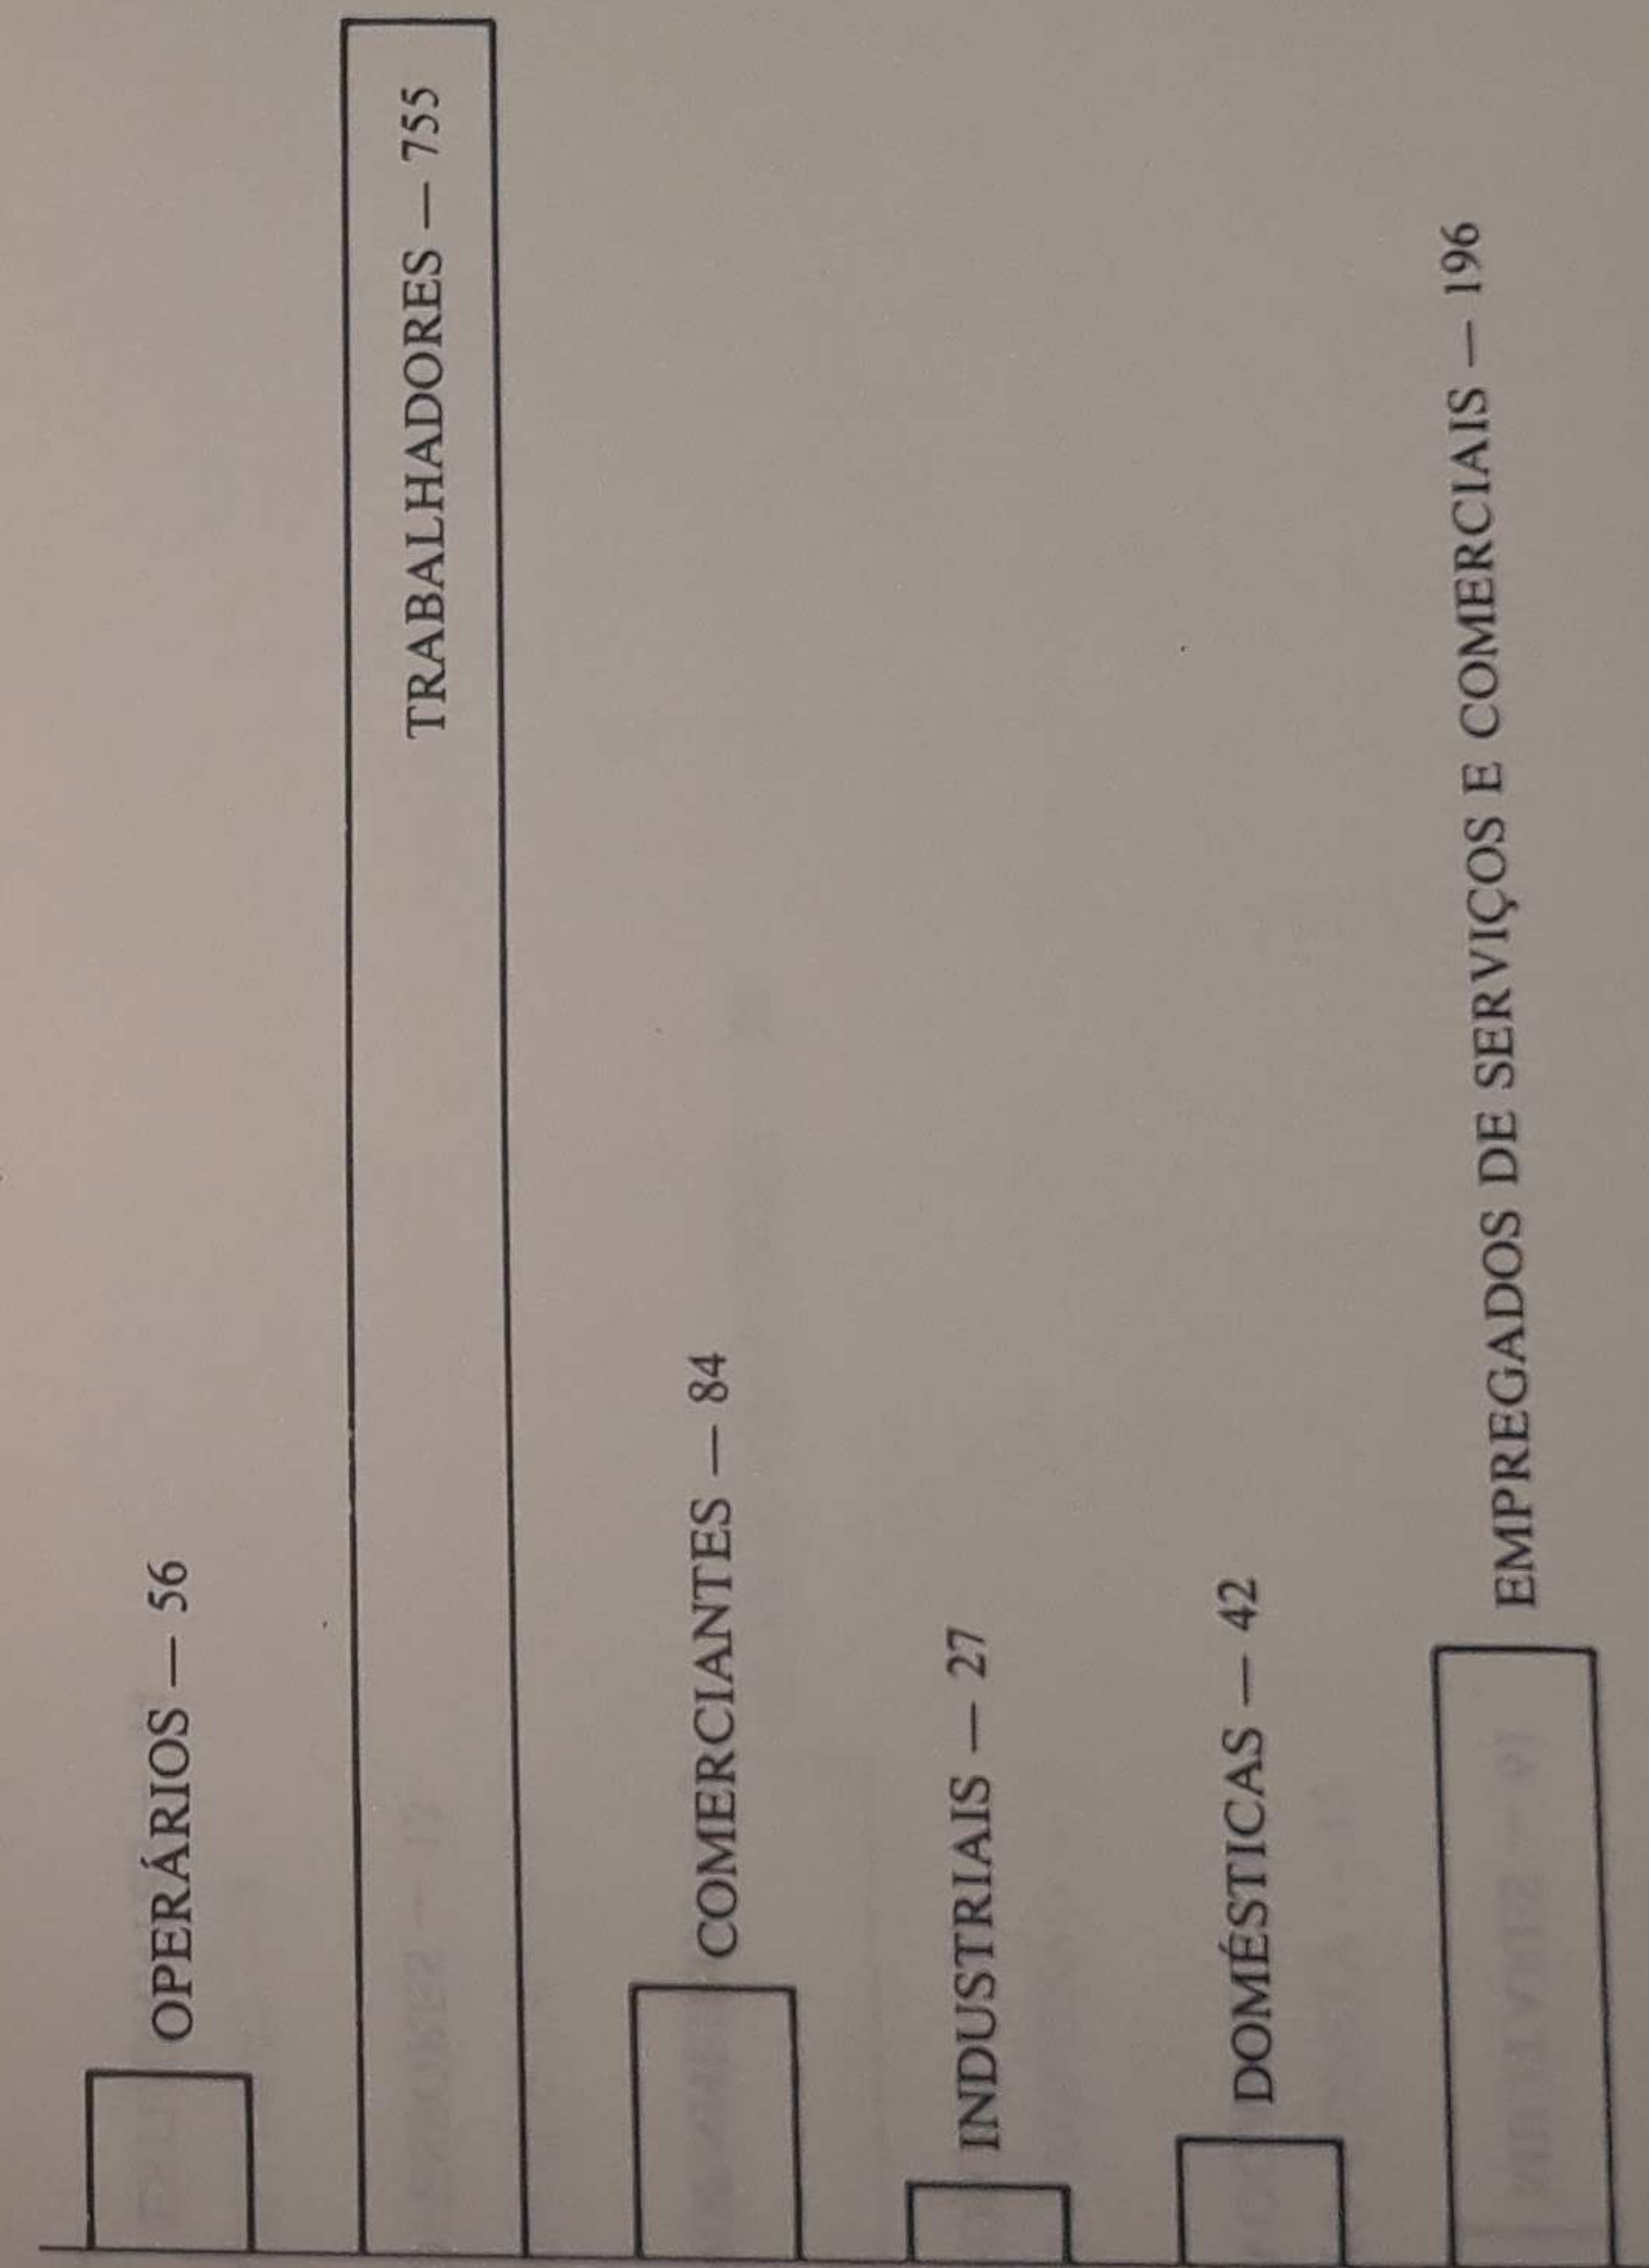 OPERÁRIOS — 56
TRABALHADORES — 755
COMERCIANTES — 84
INDUSTRIAIS — 27
DOMÉSTICAS — 42
EMPREGADOS DE SERVIÇOS E COMERCIAIS — 196